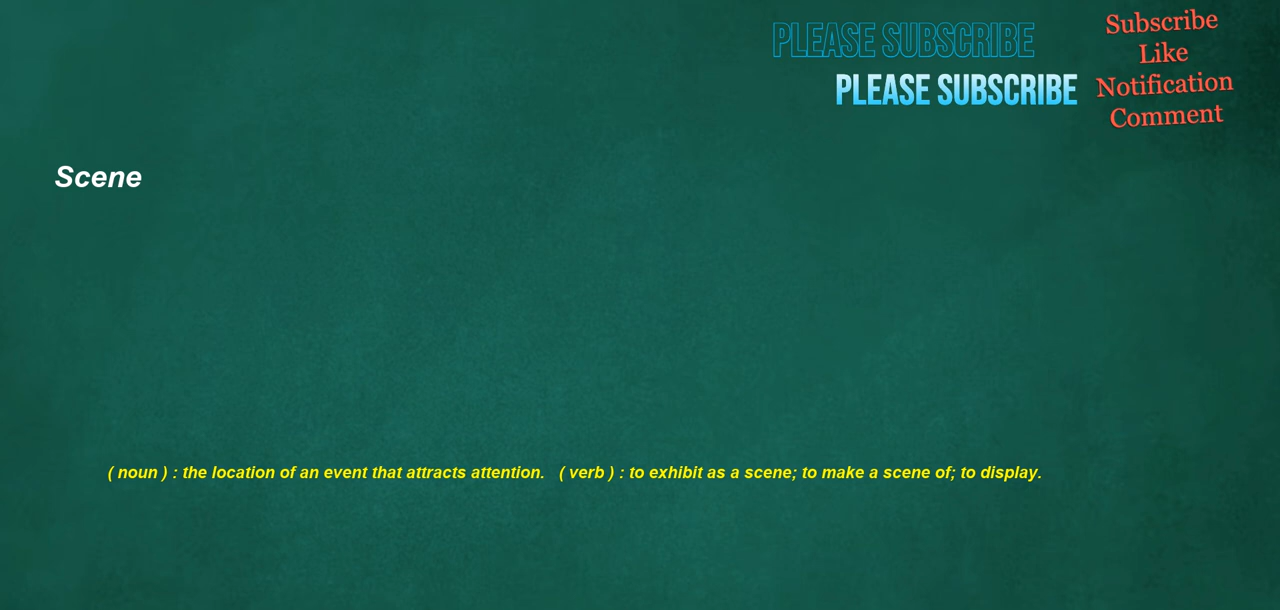 PLEASE SUBSCRIBE
PLEASE SUBSCRIBE
Subscribe
Like
Notification
Comment
Scene
( noun ) : the location of an event that attracts attention.   ( verb ) : to exhibit as a scene; to make a scene of; to display.